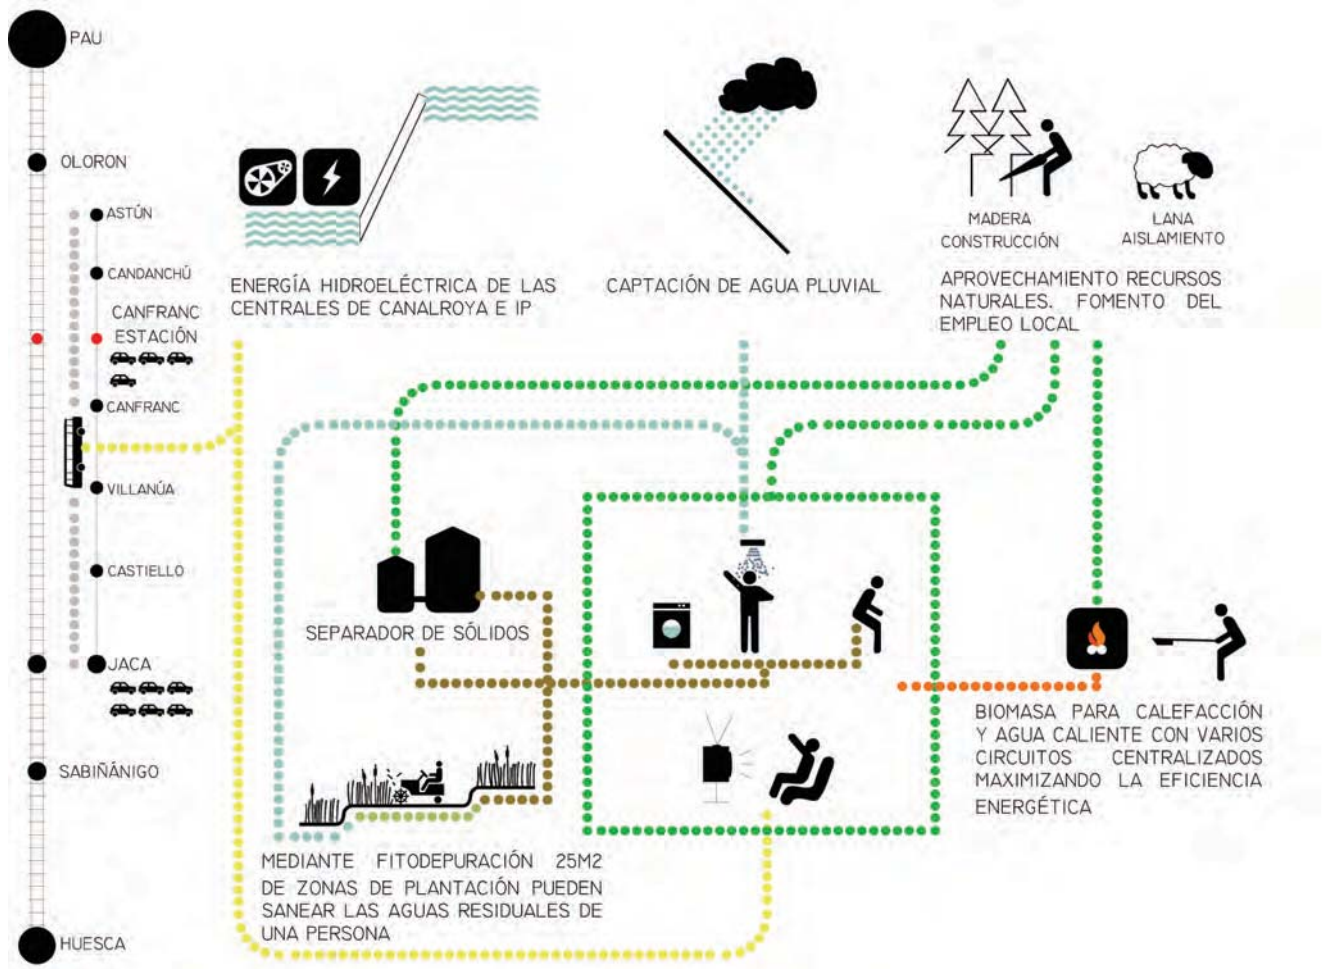 PAU
OLORON
ASTÚN
CANDANCHÚ
CANFRANC
ESTACIÓN
CANFRANC
VILLANÚA
CASTIELLO
JACA
SABIÑÁNIGO
HUESCA
ENERGÍA HIDROELÉCTRICA DE LAS
CENTRALES DE CANALROYA E IP
CAPTACIÓN DE AGUA PLUVIAL
MADERA
CONSTRUCCIÓN
LANA
AISLAMIENTO
APROVECHAMIENTO RECURSOS
NATURALES. FOMENTO DEL
EMPLEO LOCAL
SEPARADOR DE SÓLIDOS
BIOMASA PARA CALEFACCIÓN
Y AGUA CALIENTE CON VARIOS
CIRCUITOS CENTRALIZADOS
MAXIMIZANDO LA EFICIENCIA
ENERGÉTICA
MEDIANTE FITODEPURACIÓN 25M2
DE ZONAS DE PLANTACIÓN PUEDEN
SANEAR LAS AGUAS RESIDUALES DE
UNA PERSONA